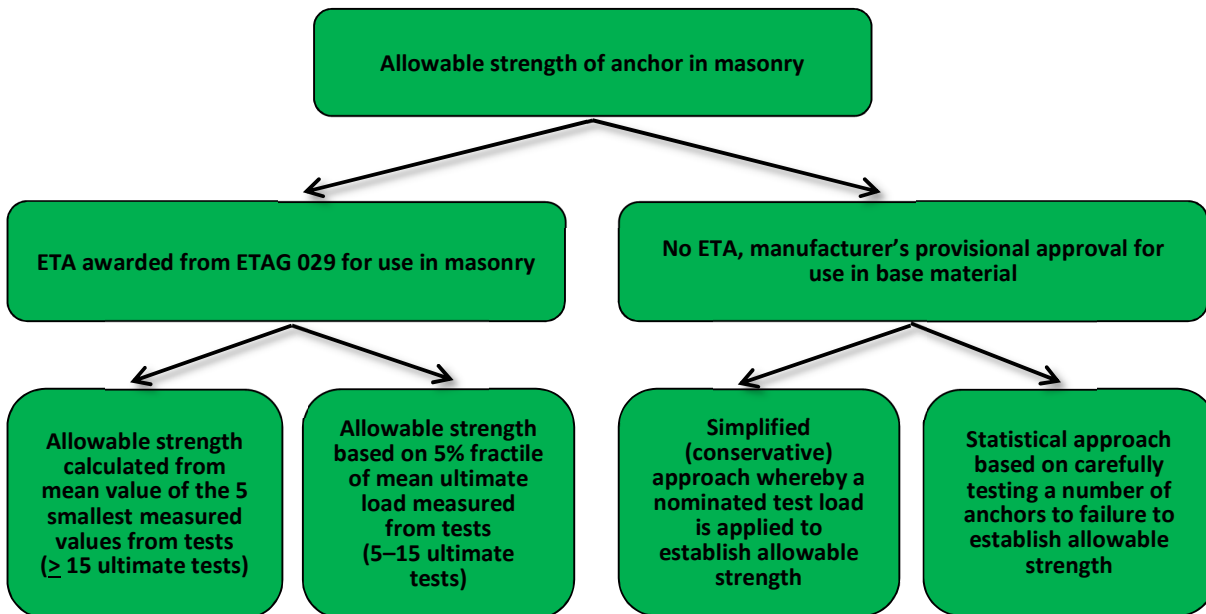 Allowable strength of anchor in masonry
ETA awarded from ETAG 029 for use in masonry
No ETA, manufacturer’s provisional approval for
use in base material
Allowable strength
calculated from
mean value of the 5
smallest measured
values from tests
(≥ 15 ultimate tests)
Allowable strength
based on 5% fractile
of mean ultimate
load measured
from tests
(5–15 ultimate
tests)
Simplified
(conservative)
approach whereby a
nominated test load
is applied to
establish allowable
strength
Statistical approach
based on carefully
testing a number of
anchors to failure to
establish allowable
strength